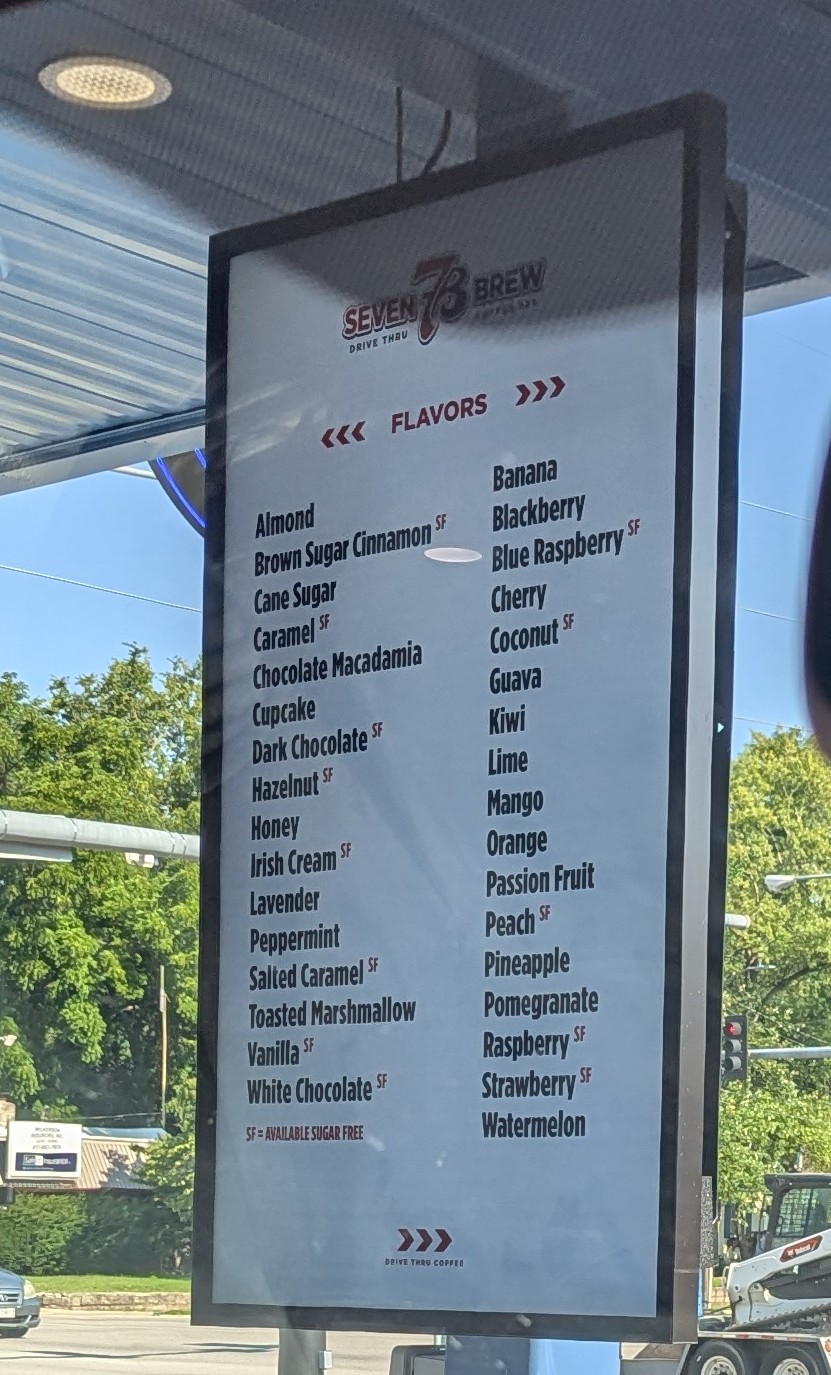 SEVEN 7B BREW
DRIVE THRU
FLAVORS
Almond
Brown Sugar Cinnamon SF
Cane Sugar
Caramel SF
Chocolate Macadamia
Cupcake
Dark Chocolate SF
Hazelnut SF
Honey
Irish Cream SF
Lavender
Peppermint
Salted Caramel SF
Toasted Marshmallow
Vanilla SF
White Chocolate SF
SF = AVAILABLE SUGAR FREE
Banana
Blackberry
Blue Raspberry SF
Cherry
Coconut SF
Guava
Kiwi
Lime
Mango
Orange
Passion Fruit
Peach SF
Pineapple
Pomegranate
Raspberry SF
Strawberry SF
Watermelon
DRIVE THRU COFFEE
Bobcat